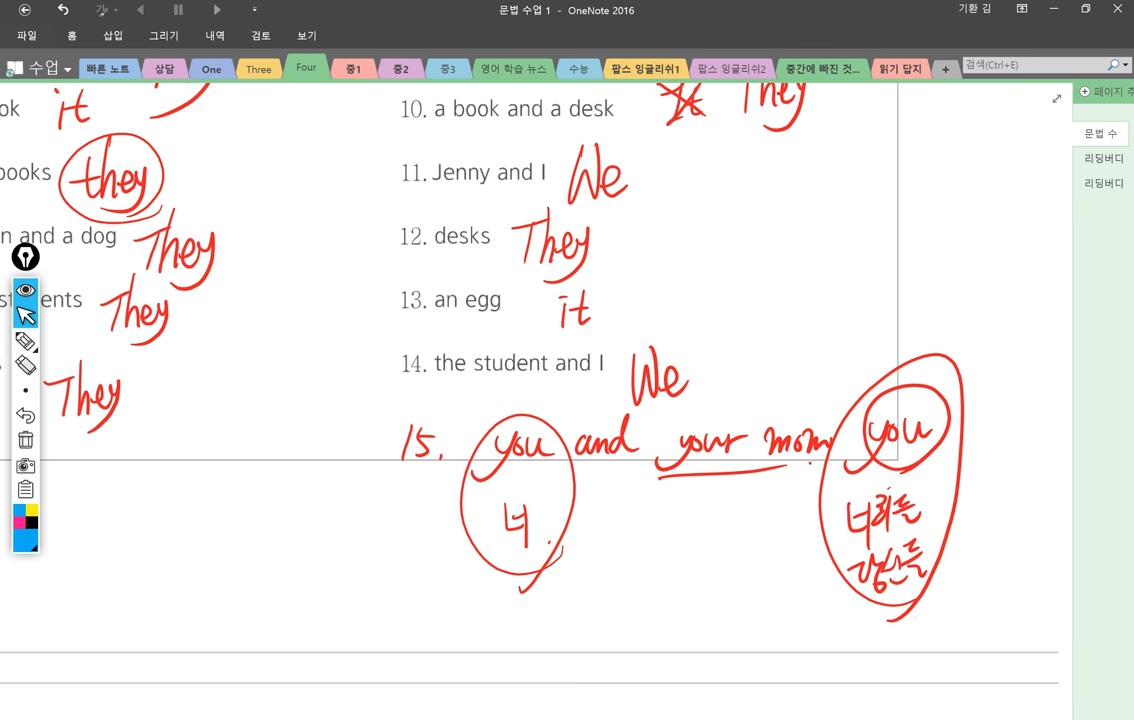 문법 수업 1 - OneNote 2016
기환 김
파일 홈 삽입 그리기 내역 검토 보기
수업 빠른 노트 상담 One Three Four 중1 중2 중3 영어 학습 뉴스 수능 팝스 잉글리쉬1 팝스 잉글리쉬2 중간에 빠진 것... 읽기 답지 + 검색(Ctrl+E)
페이지 추
문법 수
리딩버디
리딩버디
ok it
books they
n and a dog They
st ents They
They
10. a book and a desk It They
11. Jenny and I We
12. desks They
13. an egg it
14. the student and I We
15. you and your mom you
너
너희들
당신들